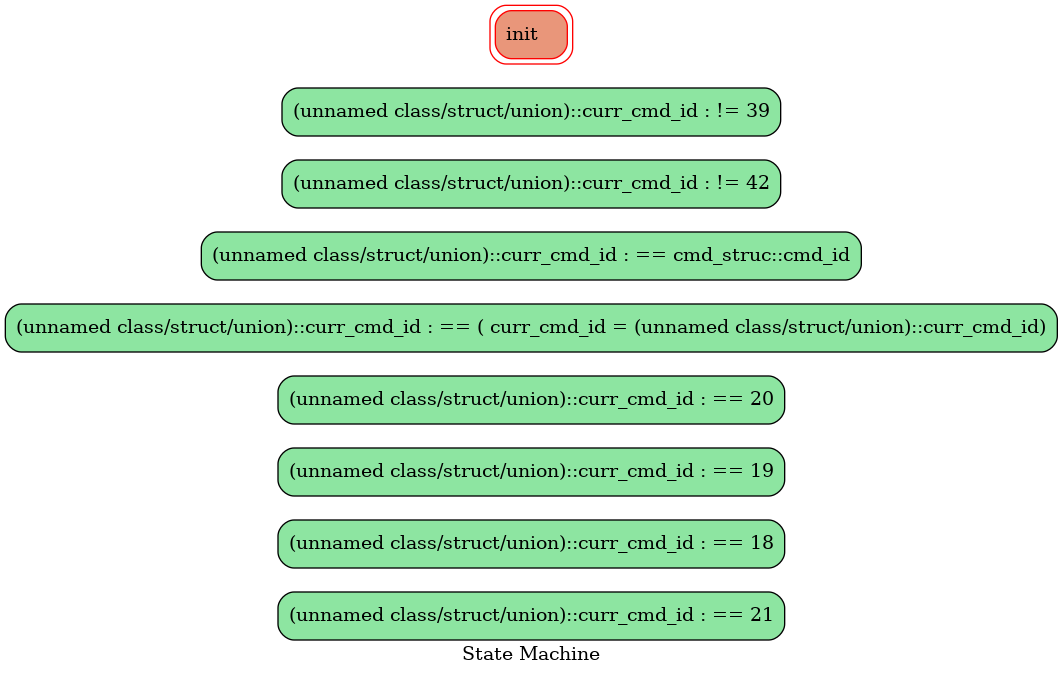 init
(unnamed class/struct/union)::curr_cmd_id : != 39
(unnamed class/struct/union)::curr_cmd_id : != 42
(unnamed class/struct/union)::curr_cmd_id : == cmd_struc::cmd_id
(unnamed class/struct/union)::curr_cmd_id : == ( curr_cmd_id = (unnamed class/struct/union)::curr_cmd_id)
(unnamed class/struct/union)::curr_cmd_id : == 20
(unnamed class/struct/union)::curr_cmd_id : == 19
(unnamed class/struct/union)::curr_cmd_id : == 18
(unnamed class/struct/union)::curr_cmd_id : == 21
State Machine